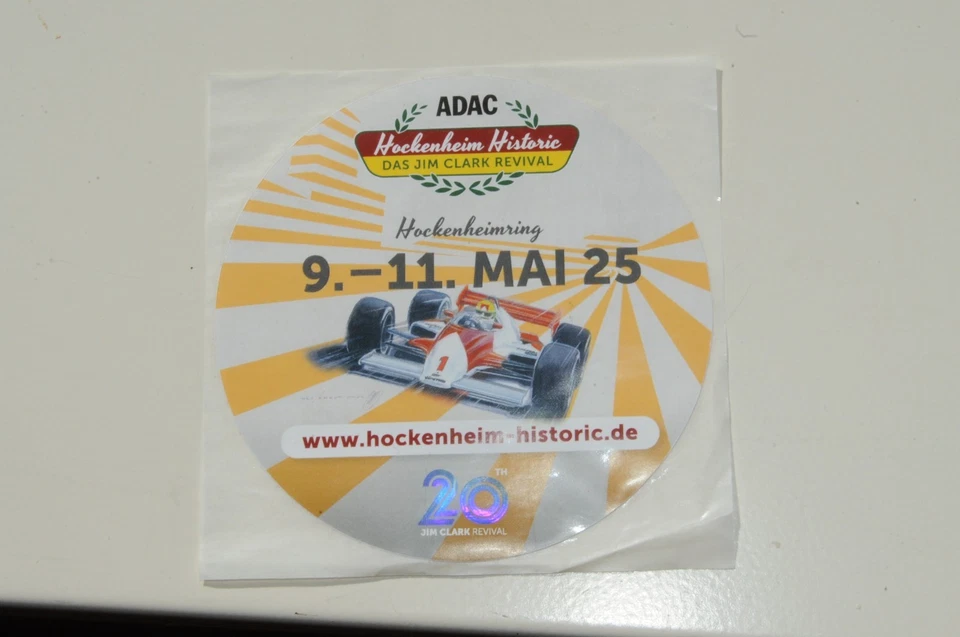 ADAC
Hockenheim Historic
DAS JIM CLARK REVIVAL
Hockenheimring
9.–11. MAI 25
1
www.hockenheim-historic.de
20TH
JIM CLARK REVIVAL